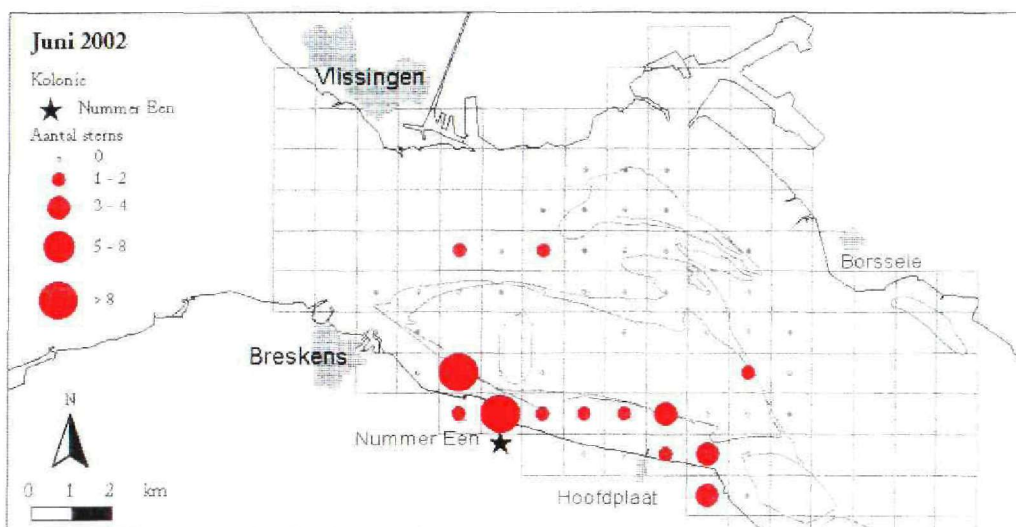 Juni 2002
Kolonie
Nummer Een
Aantal sterns
0
1 - 2
3 - 4
5 - 8
>8
N
0 1 2 km
Vlissingen
Borssele
Breskens
Nummer Een
Hoofdplaat